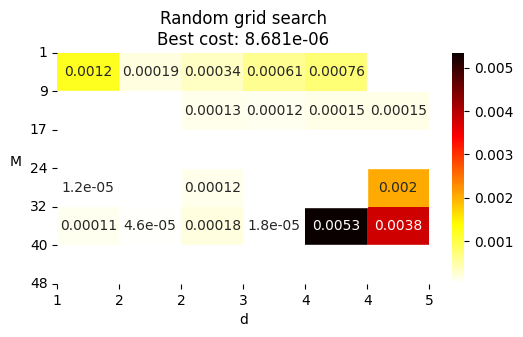 Random grid search
Best cost: 8.681e-06
1
0.0012 0.00019 0.00034 0.00061 0.00076
0.005
9
0.00013 0.00012 0.00015 0.00015
0.004
17
M
0.003
24
1.2e-05 0.00012 0.002
0.002
32
0.00011 4.6e-05 0.00018 1.8e-05 0.0053 0.0038
0.001
40
48
1 2 2 3 4 4 5
d